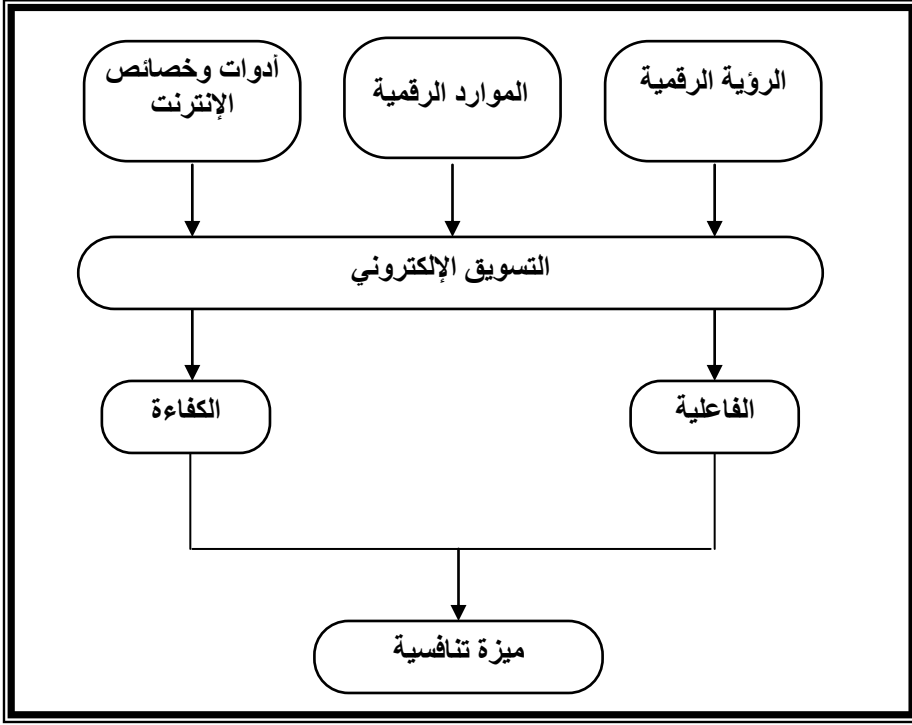 الرؤية الرقمية
الموارد الرقمية
أدوات وخصائص
الإنترنت
التسويق الإلكتروني
الفاعلية
الكفاءة
ميزة تنافسية